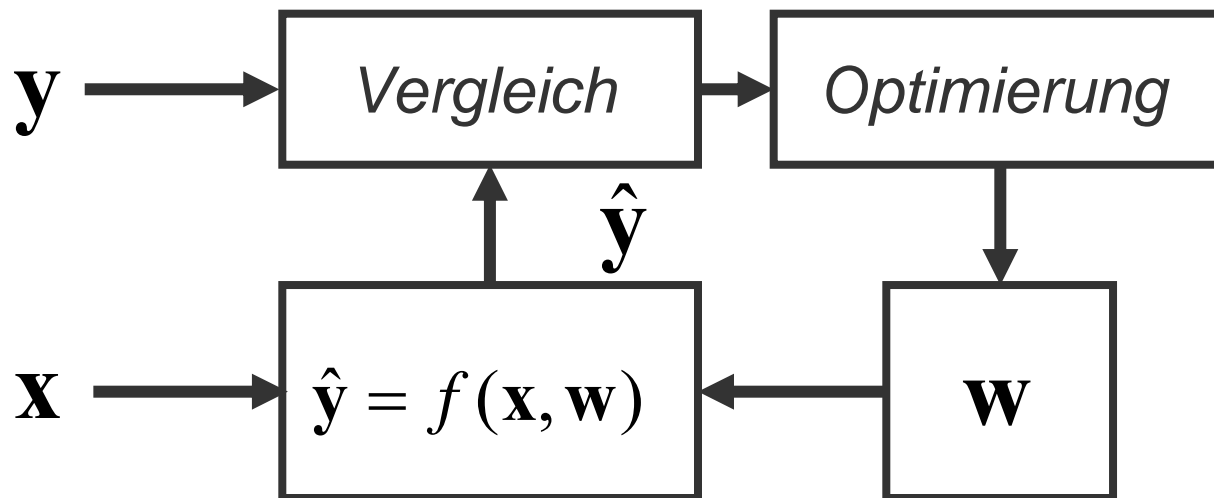 y
Vergleich
Optimierung
ŷ
x
ŷ = f(x, w)
w